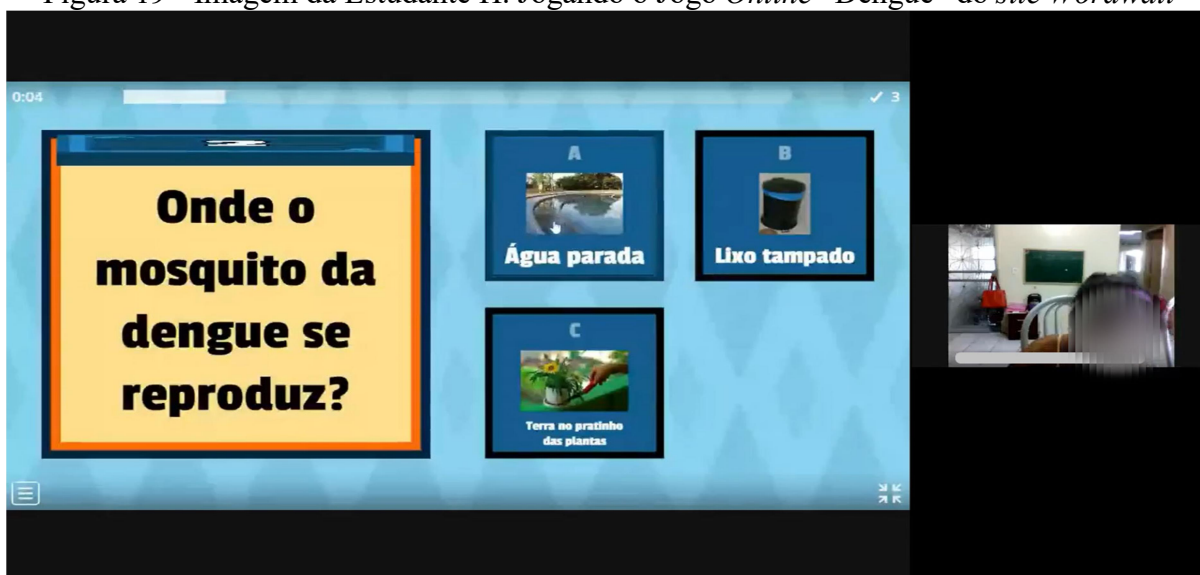 Figura 19 - Imagem da Estudante H. Jogando o Jogo Online "Dengue" do site Wordwall
0:04
✓ 3
Onde o
mosquito da
dengue se
reproduz?
A
Água parada
B
Lixo tampado
C
Terra no pratinho
das plantas